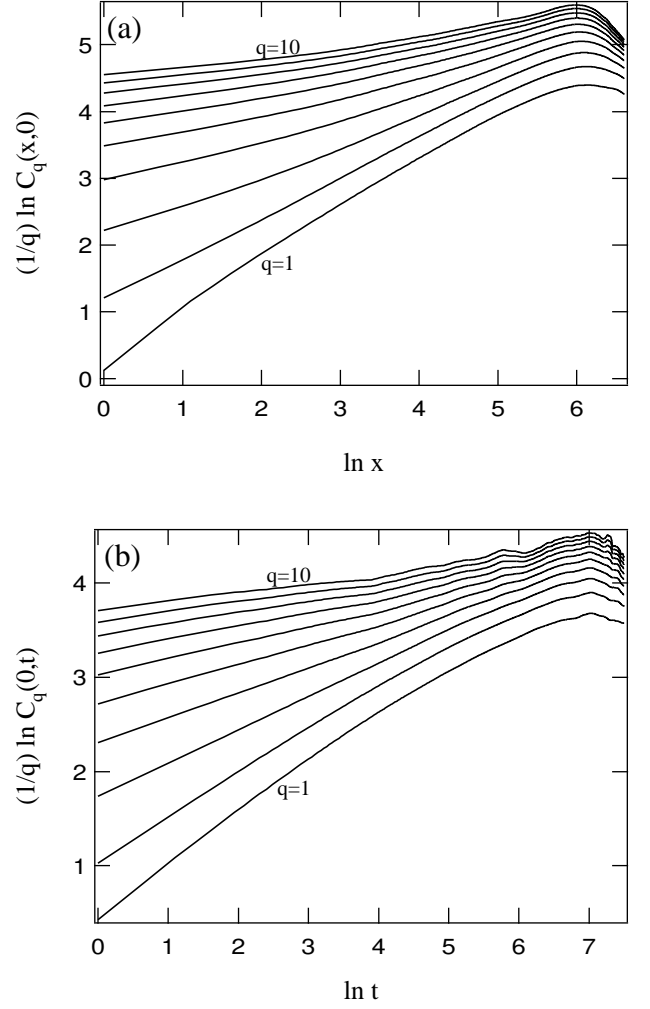 (a)
5
4
3
2
1
0
(1/q) ln C_q(x,0)
q=10
q=1
0 1 2 3 4 5 6
ln x
(b)
4
3
2
1
(1/q) ln C_q(0,t)
q=10
q=1
0 1 2 3 4 5 6 7
ln t